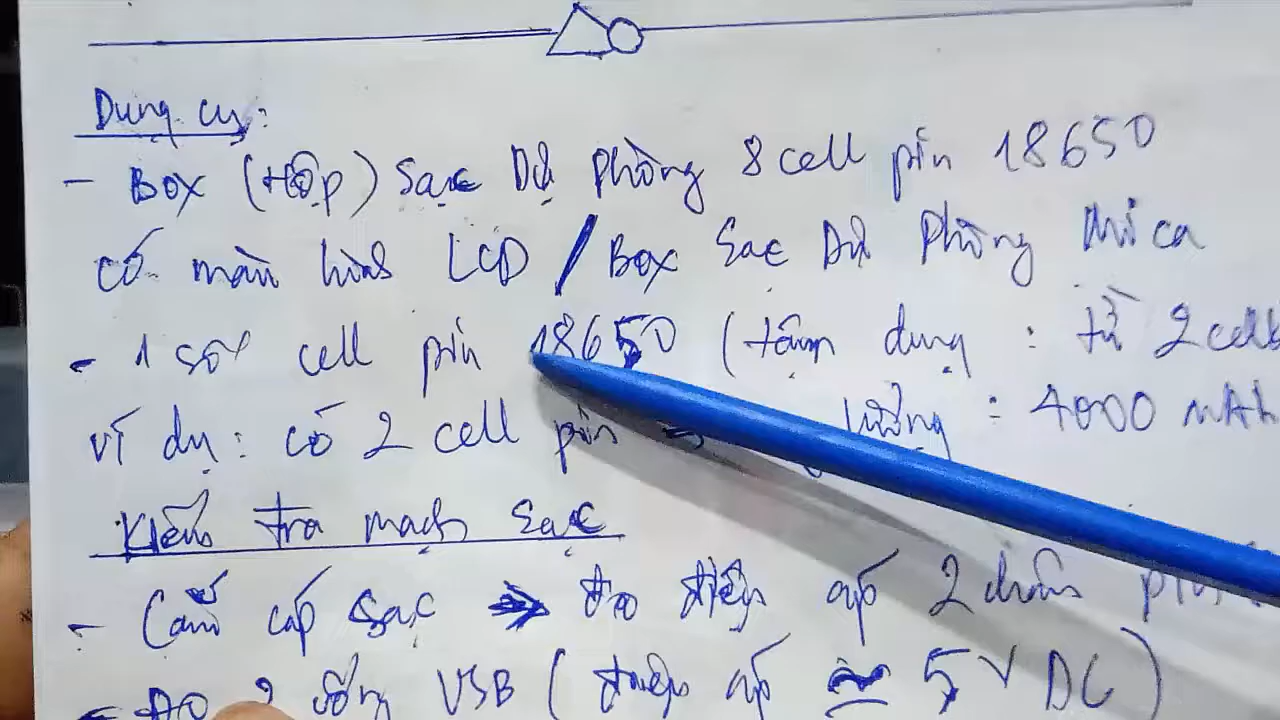 Dụng cụ:
- Box (Hộp) Sạc Dự Phòng 8 cell pin 18650
có màn hình LCD / Box Sạc Dự Phòng Mica
- 1 số cell pin 18650 (tận dụng : từ 2 cell
ví dụ : có 2 cell pin lượng : 4000 mAh
Kiểm tra mạch sạc
- Cắm cáp sạc → đo điện áp 2 chân pin
- Đo cổng USB (điện áp ≈ 5V DC)